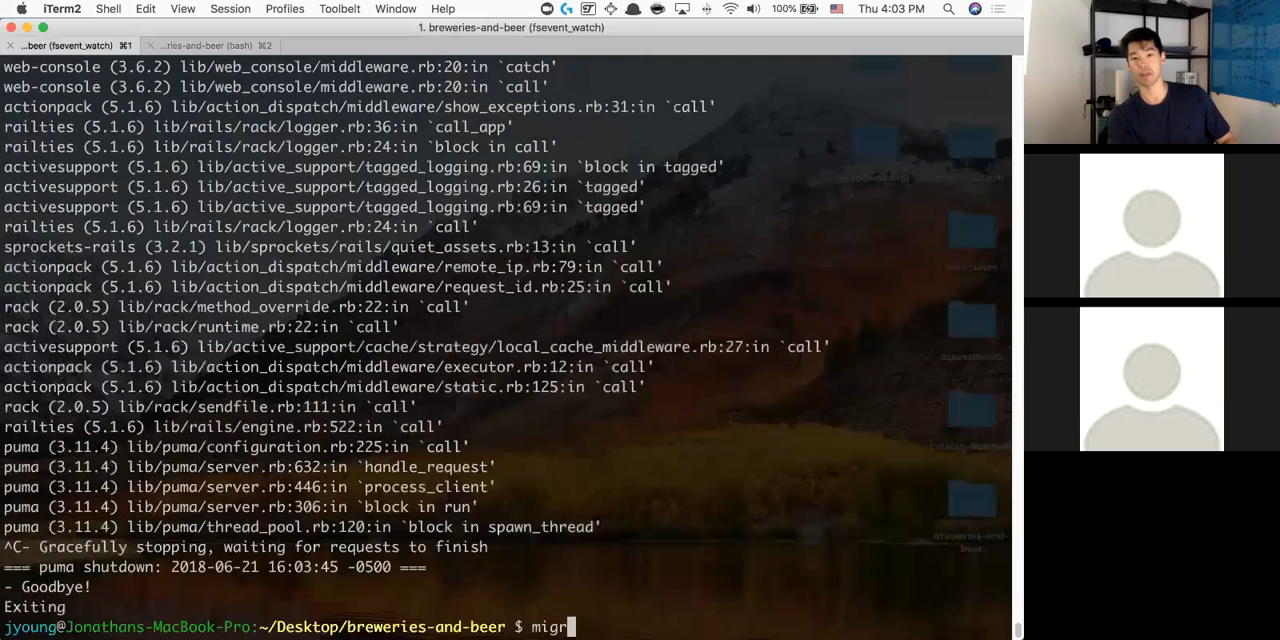 iTerm2 Shell Edit View Session Profiles Toolbelt Window Help 100% Thu 4:03 PM
1. breweries-and-beer (fsevent_watch)
...beer (fsevent_watch) ⌘1 ...ries-and-beer (bash) ⌘2
web-console (3.6.2) lib/web_console/middleware.rb:20:in `catch'
web-console (3.6.2) lib/web_console/middleware.rb:20:in `call'
actionpack (5.1.6) lib/action_dispatch/middleware/show_exceptions.rb:31:in `call'
railties (5.1.6) lib/rails/rack/logger.rb:36:in `call_app'
railties (5.1.6) lib/rails/rack/logger.rb:24:in `block in call'
activesupport (5.1.6) lib/active_support/tagged_logging.rb:69:in `block in tagged'
activesupport (5.1.6) lib/active_support/tagged_logging.rb:26:in `tagged'
activesupport (5.1.6) lib/active_support/tagged_logging.rb:69:in `tagged'
railties (5.1.6) lib/rails/rack/logger.rb:24:in `call'
sprockets-rails (3.2.1) lib/sprockets/rails/quiet_assets.rb:13:in `call'
actionpack (5.1.6) lib/action_dispatch/middleware/remote_ip.rb:79:in `call'
actionpack (5.1.6) lib/action_dispatch/middleware/request_id.rb:25:in `call'
rack (2.0.5) lib/rack/method_override.rb:22:in `call'
rack (2.0.5) lib/rack/runtime.rb:22:in `call'
activesupport (5.1.6) lib/active_support/cache/strategy/local_cache_middleware.rb:27:in `call'
actionpack (5.1.6) lib/action_dispatch/middleware/executor.rb:12:in `call'
actionpack (5.1.6) lib/action_dispatch/middleware/static.rb:125:in `call'
rack (2.0.5) lib/rack/sendfile.rb:111:in `call'
railties (5.1.6) lib/rails/engine.rb:522:in `call'
puma (3.11.4) lib/puma/configuration.rb:225:in `call'
puma (3.11.4) lib/puma/server.rb:632:in `handle_request'
puma (3.11.4) lib/puma/server.rb:446:in `process_client'
puma (3.11.4) lib/puma/server.rb:306:in `block in run'
puma (3.11.4) lib/puma/thread_pool.rb:120:in `block in spawn_thread'
^C- Gracefully stopping, waiting for requests to finish
=== puma shutdown: 2018-06-21 16:03:45 -0500 ===
- Goodbye!
Exiting
jyoung@Jonathans-MacBook-Pro:~/Desktop/breweries-and-beer $ migr
breweries-and-
beer